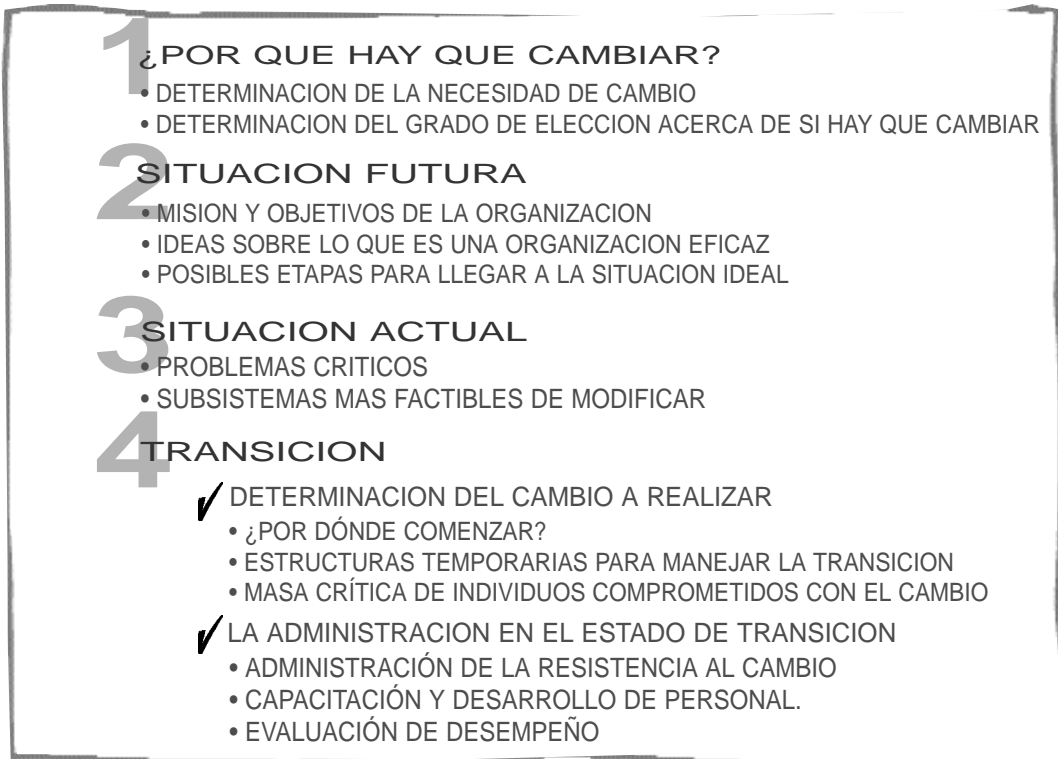 1 ¿POR QUE HAY QUE CAMBIAR?
• DETERMINACION DE LA NECESIDAD DE CAMBIO
• DETERMINACION DEL GRADO DE ELECCION ACERCA DE SI HAY QUE CAMBIAR
2 SITUACION FUTURA
• MISION Y OBJETIVOS DE LA ORGANIZACION
• IDEAS SOBRE LO QUE ES UNA ORGANIZACION EFICAZ
• POSIBLES ETAPAS PARA LLEGAR A LA SITUACION IDEAL
3 SITUACION ACTUAL
• PROBLEMAS CRITICOS
• SUBSISTEMAS MAS FACTIBLES DE MODIFICAR
4 TRANSICION
✓ DETERMINACION DEL CAMBIO A REALIZAR
• ¿POR DÓNDE COMENZAR?
• ESTRUCTURAS TEMPORARIAS PARA MANEJAR LA TRANSICION
• MASA CRÍTICA DE INDIVIDUOS COMPROMETIDOS CON EL CAMBIO
✓ LA ADMINISTRACION EN EL ESTADO DE TRANSICION
• ADMINISTRACIÓN DE LA RESISTENCIA AL CAMBIO
• CAPACITACIÓN Y DESARROLLO DE PERSONAL.
• EVALUACIÓN DE DESEMPEÑO